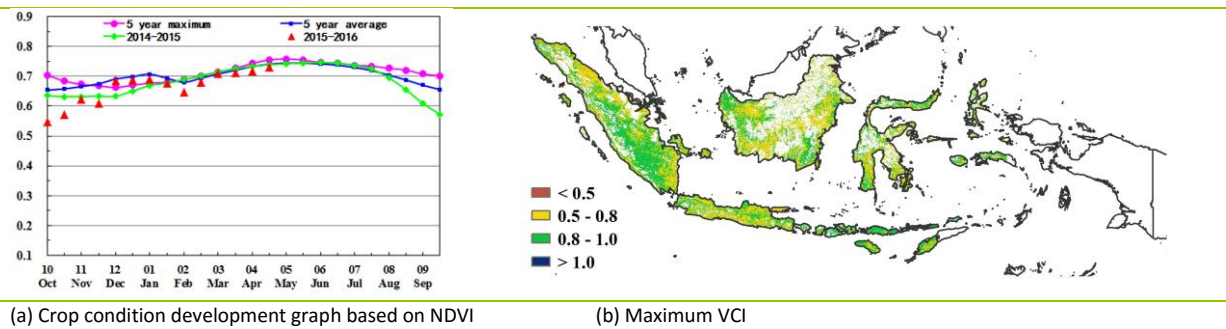 0.9
5 year maximum 5 year average
2014-2015 2015-2016
0.8
0.7
0.6
0.5
0.4
0.3
0.2
0.1
10 11 12 01 02 03 04 05 06 07 08 09
Oct Nov Dec Jan Feb Mar Apr May Jun Jul Aug Sep
< 0.5
0.5 - 0.8
0.8 - 1.0
> 1.0
(a) Crop condition development graph based on NDVI (b) Maximum VCI